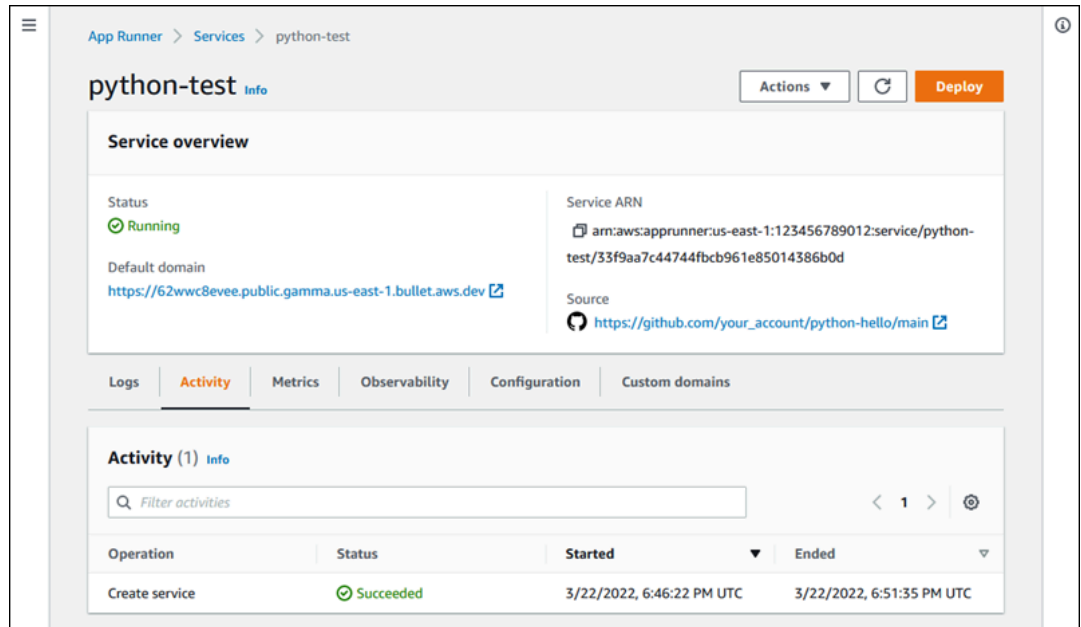 App Runner > Services > python-test
python-test Info
Actions ▼
Deploy
Service overview
Status
Running
Default domain
https://62wwc8evee.public.gamma.us-east-1.bullet.aws.dev
Service ARN
arn:aws:apprunner:us-east-1:123456789012:service/python-
test/33f9aa7c44744fbcb961e85014386b0d
Source
https://github.com/your_account/python-hello/main
Logs Activity Metrics Observability Configuration Custom domains
Activity (1) Info
Filter activities
< 1 >
Operation Status Started Ended
Create service Succeeded 3/22/2022, 6:46:22 PM UTC 3/22/2022, 6:51:35 PM UTC